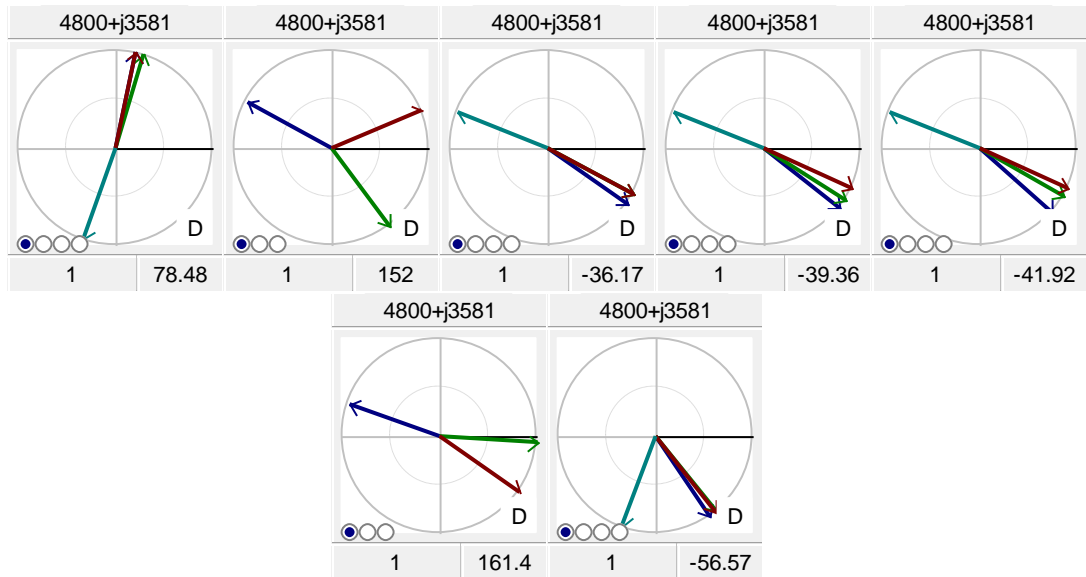 4800+j3581 4800+j3581 4800+j3581 4800+j3581 4800+j3581
D D D D D
1 78.48 1 152 1 -36.17 1 -39.36 1 -41.92
4800+j3581 4800+j3581
D D
1 161.4 1 -56.57